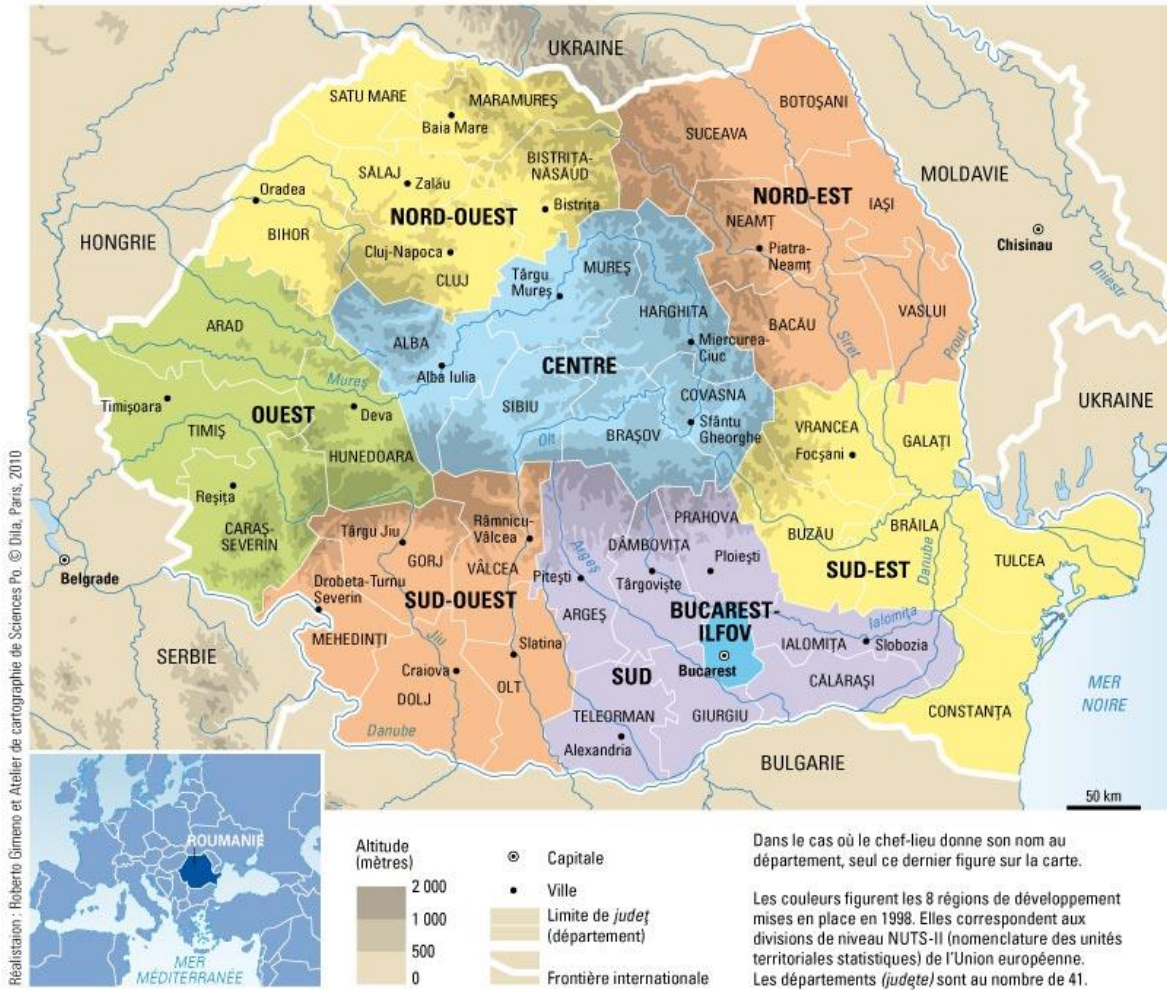 UKRAINE
SATU MARE
MARAMUREȘ
Baia Mare
BOTOȘANI
SUCEAVA
BISTRIȚA-
NĂSĂUD
SĂLAJ
Zalău
MOLDAVIE
Oradea
NORD-OUEST
Bistrița
NORD-EST
IAȘI
NEAMȚ
HONGRIE
BIHOR
Cluj-Napoca
Piatra-
Neamț
Chisinau
CLUJ
Târgu
Mureș
MUREȘ
Dniestr
HARGHITA
VASLUI
ARAD
ALBA
BACĂU
Siret
Prout
Miercurea-
Ciuc
CENTRE
Mureș
Alba Iulia
COVASNA
UKRAINE
Timișoara
OUEST
Deva
SIBIU
Sfântu
Gheorghe
VRANCEA
TIMIȘ
Olt
BRAȘOV
GALAȚI
HUNEDOARA
Focșani
Reșița
CARAȘ-
SEVERIN
Târgu Jiu
Râmnicu-
Vâlcea
PRAHOVA
BUZĂU
BRĂILA
GORJ
DÂMBOVIȚA
TULCEA
VÂLCEA
Argeș
Ploiești
SUD-EST
Danube
Belgrade
Drobeta-Turnu
Severin
Pitești
Târgoviște
SUD-OUEST
ARGEȘ
BUCAREST-
ILFOV
Ialomița
MEHEDINȚI
Jiu
Slatina
IALOMIȚA
Slobozia
SERBIE
Craiova
Bucarest
SUD
OLT
CĂLĂRAȘI
MER
NOIRE
DOLJ
CONSTANȚA
TELEORMAN
GIURGIU
Danube
Alexandria
BULGARIE
50 km
Réalistaion : Roberto Gimeno et Atelier de cartographie de Sciences Po. © Dila, Paris, 2010
ROUMANIE
MER
MÉDITERRANÉE
Altitude
(mètres)
2 000
1 000
500
0
Capitale
Ville
Limite de județ
(département)
Frontière internationale
Dans le cas où le chef-lieu donne son nom au
département, seul ce dernier figure sur la carte.
Les couleurs figurent les 8 régions de développement
mises en place en 1998. Elles correspondent aux
divisions de niveau NUTS-II (nomenclature des unités
territoriales statistiques) de l'Union européenne.
Les départements (județe) sont au nombre de 41.